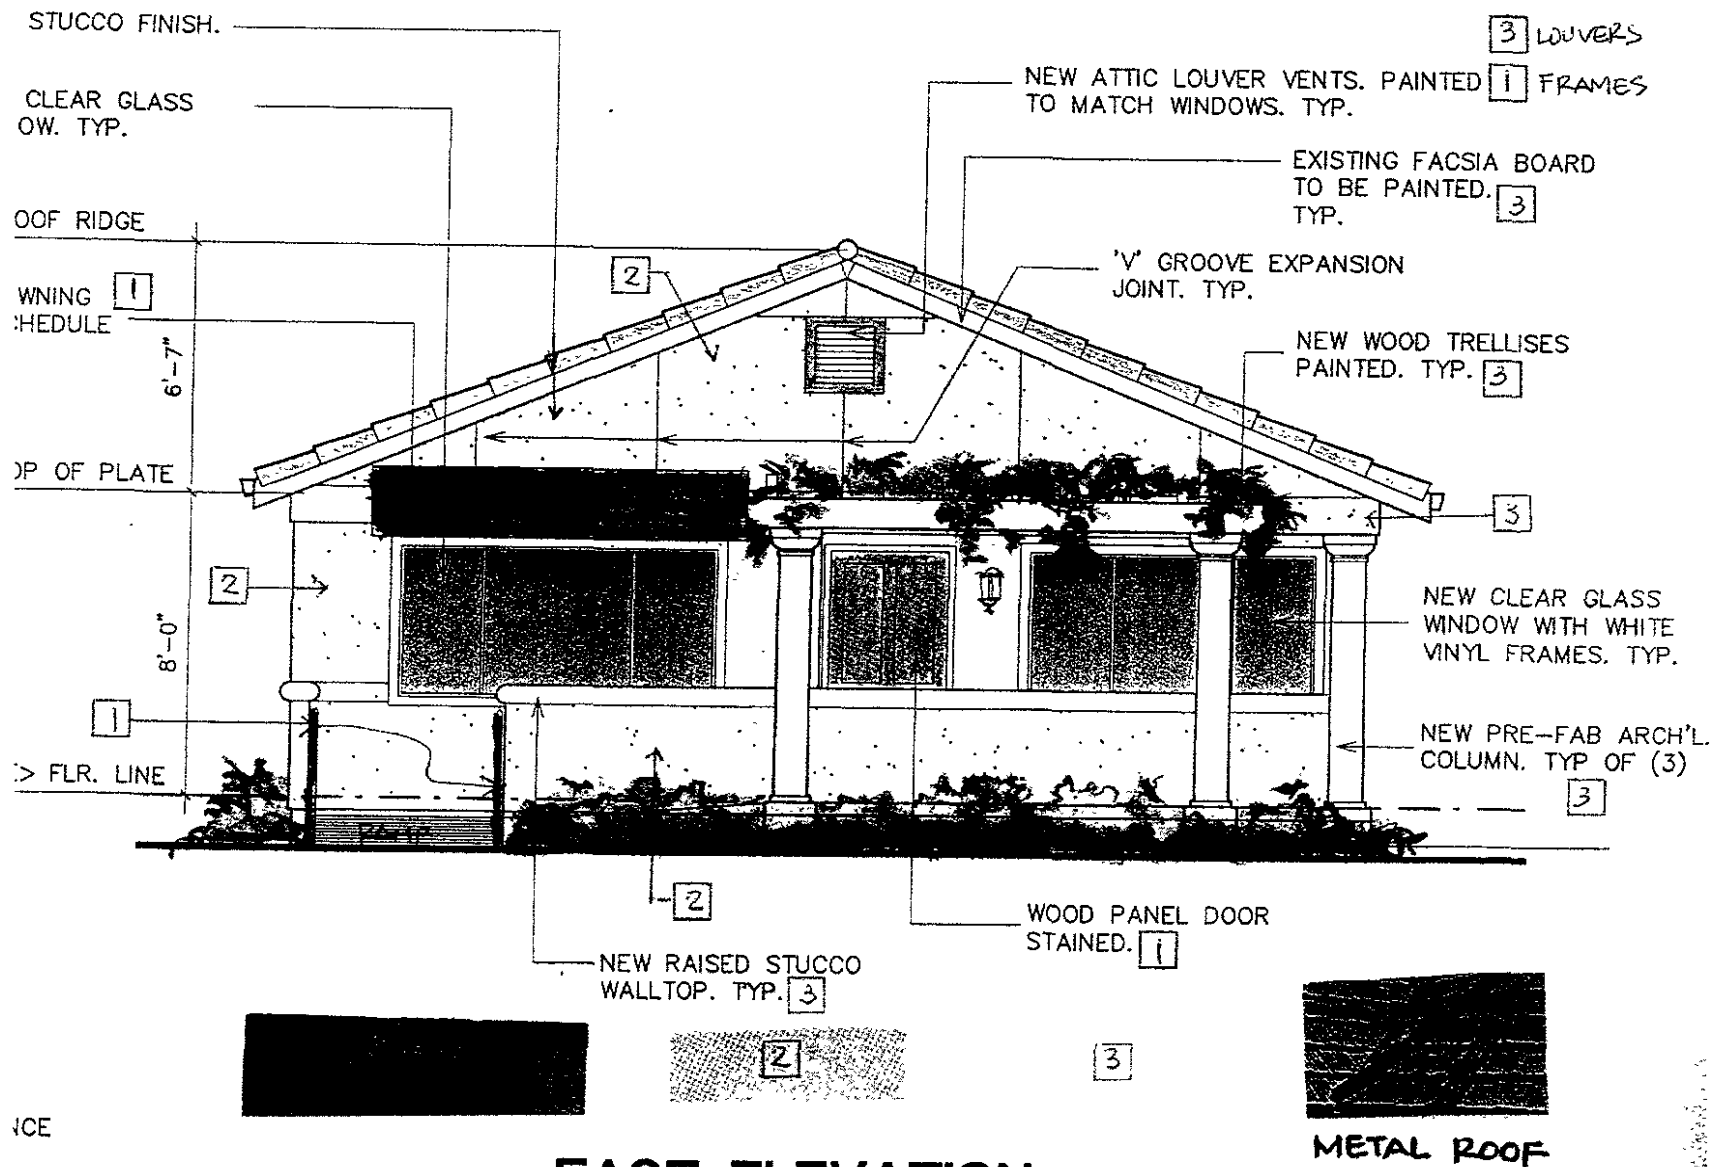 STUCCO FINISH.
CLEAR GLASS
OW. TYP.
OOF RIDGE
WNING 1
HEDULE
6'-7"
OP OF PLATE
8'-0"
2
2
1
FLR. LINE
3 LOUVERS
NEW ATTIC LOUVER VENTS. PAINTED 1 FRAMES
TO MATCH WINDOWS. TYP.
EXISTING FACSIA BOARD
TO BE PAINTED. 3
TYP.
'V' GROOVE EXPANSION
JOINT. TYP.
NEW WOOD TRELLISES
PAINTED. TYP. 3
3
NEW CLEAR GLASS
WINDOW WITH WHITE
VINYL FRAMES. TYP.
NEW PRE-FAB ARCH'L.
COLUMN. TYP OF (3)
3
2
WOOD PANEL DOOR
STAINED. 1
NEW RAISED STUCCO
WALLTOP. TYP. 3
2
3
NCE
METAL ROOF
EAST ELEVATION